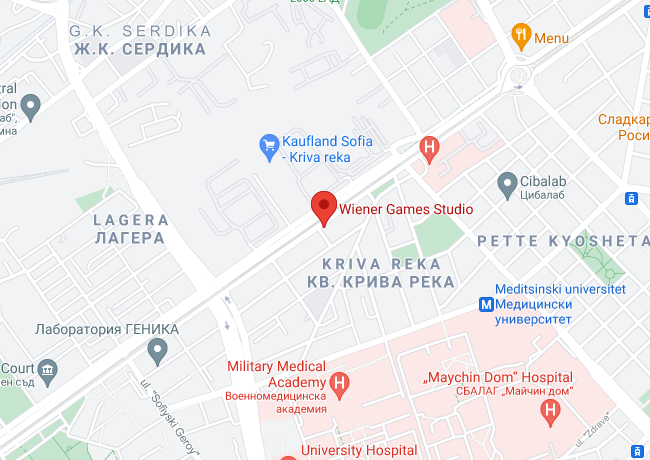 G.K. SERDIKA
Ж.К. СЕРДИКА
Menu
Сладкар
Роси
Kaufland Sofia
- Kriva reka
Cibalab
Цибалаб
Wiener Games Studio
LAGERA
ЛАГЕРА
PETTE KYOSHETA
KRIVA REKA
КВ. КРИВА РЕКА
Meditsinski universitet
Медицински
университет
Лаборатория ГЕНИКА
Court
ен съд
ul. "Sofiyski Geroy"
Military Medical
Academy
Военномедицинска
академия
„Maychin Dom“ Hospital
СБАЛАГ „Майчин дом“
ul. "Zdrave"
University Hospital